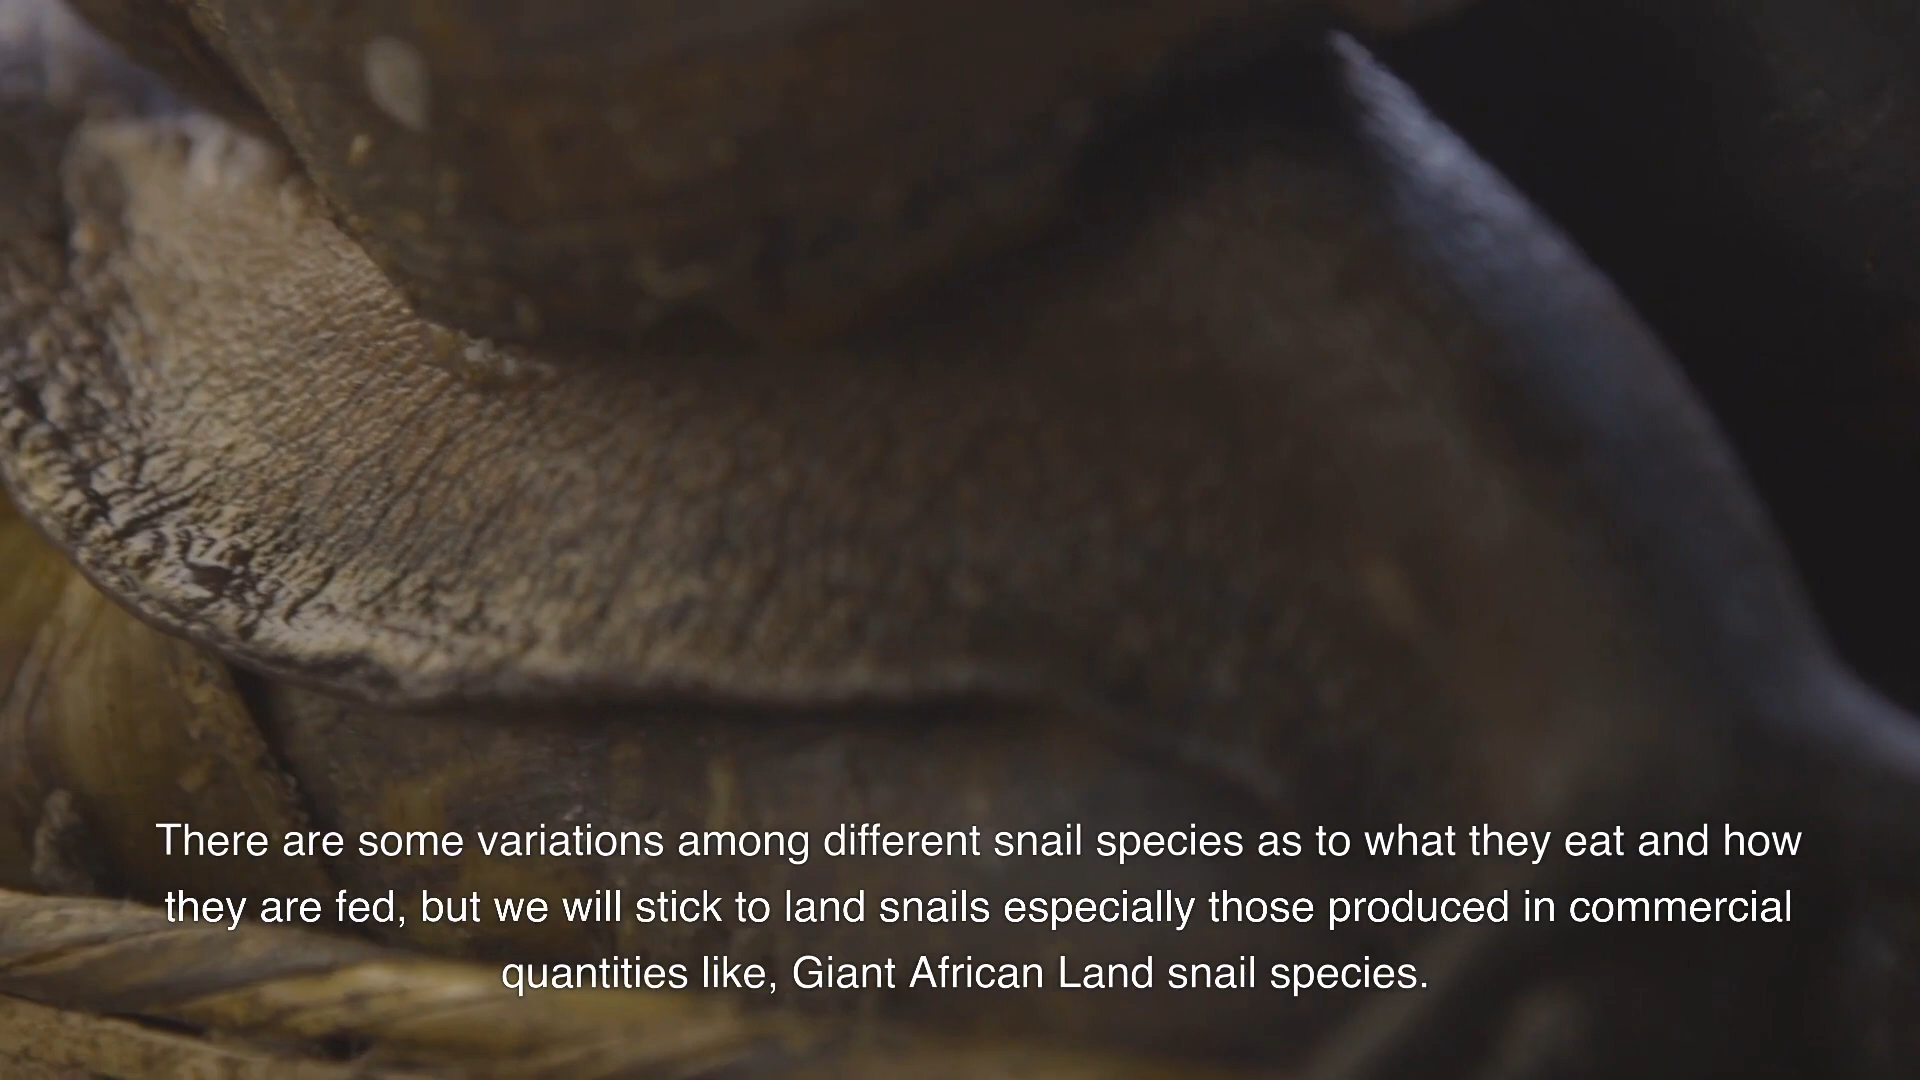 There are some variations among different snail species as to what they eat and how
they are fed, but we will stick to land snails especially those produced in commercial
quantities like, Giant African Land snail species.